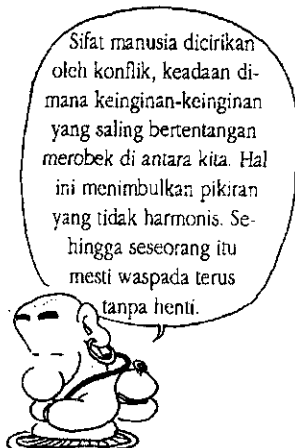 Sifat manusia dicirikan
oleh konflik, keadaan di-
mana keinginan-keinginan
yang saling bertentangan
merobek di antara kita. Hal
ini menimbulkan pikiran
yang tidak harmonis. Se-
hingga seseorang itu
mesti waspada terus
tanpa henti.